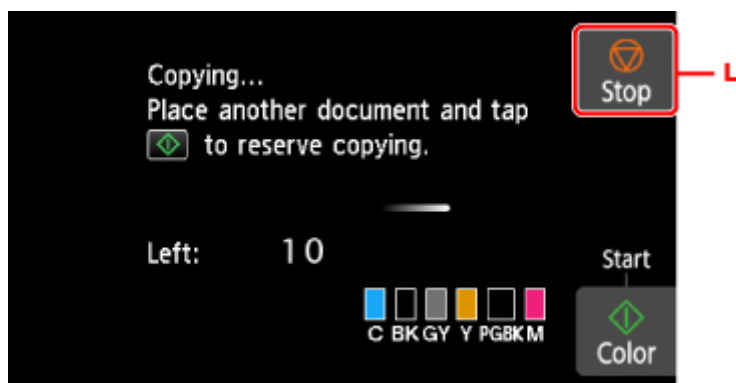 Copying...
Stop
L
Place another document and tap
to reserve copying.
Left: 10
Start
C BK GY Y PGBK M
Color